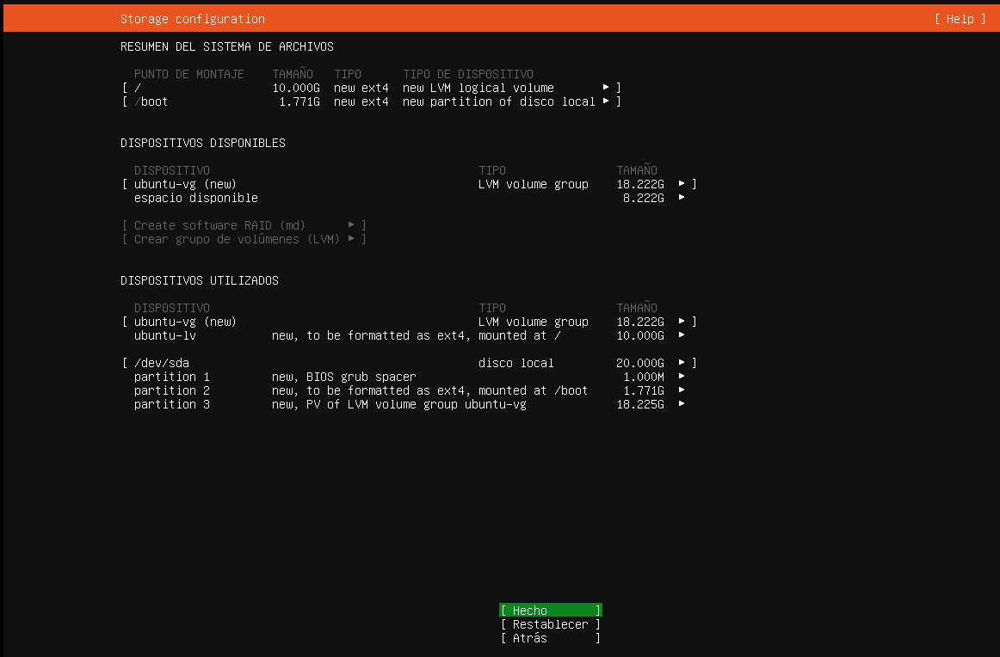 Storage configuration [ Help ]
RESUMEN DEL SISTEMA DE ARCHIVOS
PUNTO DE MONTAJE TAMAÑO TIPO TIPO DE DISPOSITIVO
[ / 10.000G new ext4 new LVM logical volume ▸ ]
[ /boot 1.771G new ext4 new partition of disco local ▸ ]
DISPOSITIVOS DISPONIBLES
DISPOSITIVO TIPO TAMAÑO
[ ubuntu-vg (new) LVM volume group 18.222G ▸ ]
espacio disponible 8.222G ▸
[ Create software RAID (md) ▸ ]
[ Crear grupo de volúmenes (LVM) ▸ ]
DISPOSITIVOS UTILIZADOS
DISPOSITIVO TIPO TAMAÑO
[ ubuntu-vg (new) LVM volume group 18.222G ▸ ]
ubuntu-lv new, to be formatted as ext4, mounted at / 10.000G ▸
[ /dev/sda disco local 20.000G ▸ ]
partition 1 new, BIOS grub spacer 1.000M ▸
partition 2 new, to be formatted as ext4, mounted at /boot 1.771G ▸
partition 3 new, PV of LVM volume group ubuntu-vg 18.225G ▸
[ Hecho ]
[ Restablecer ]
[ Atrás ]